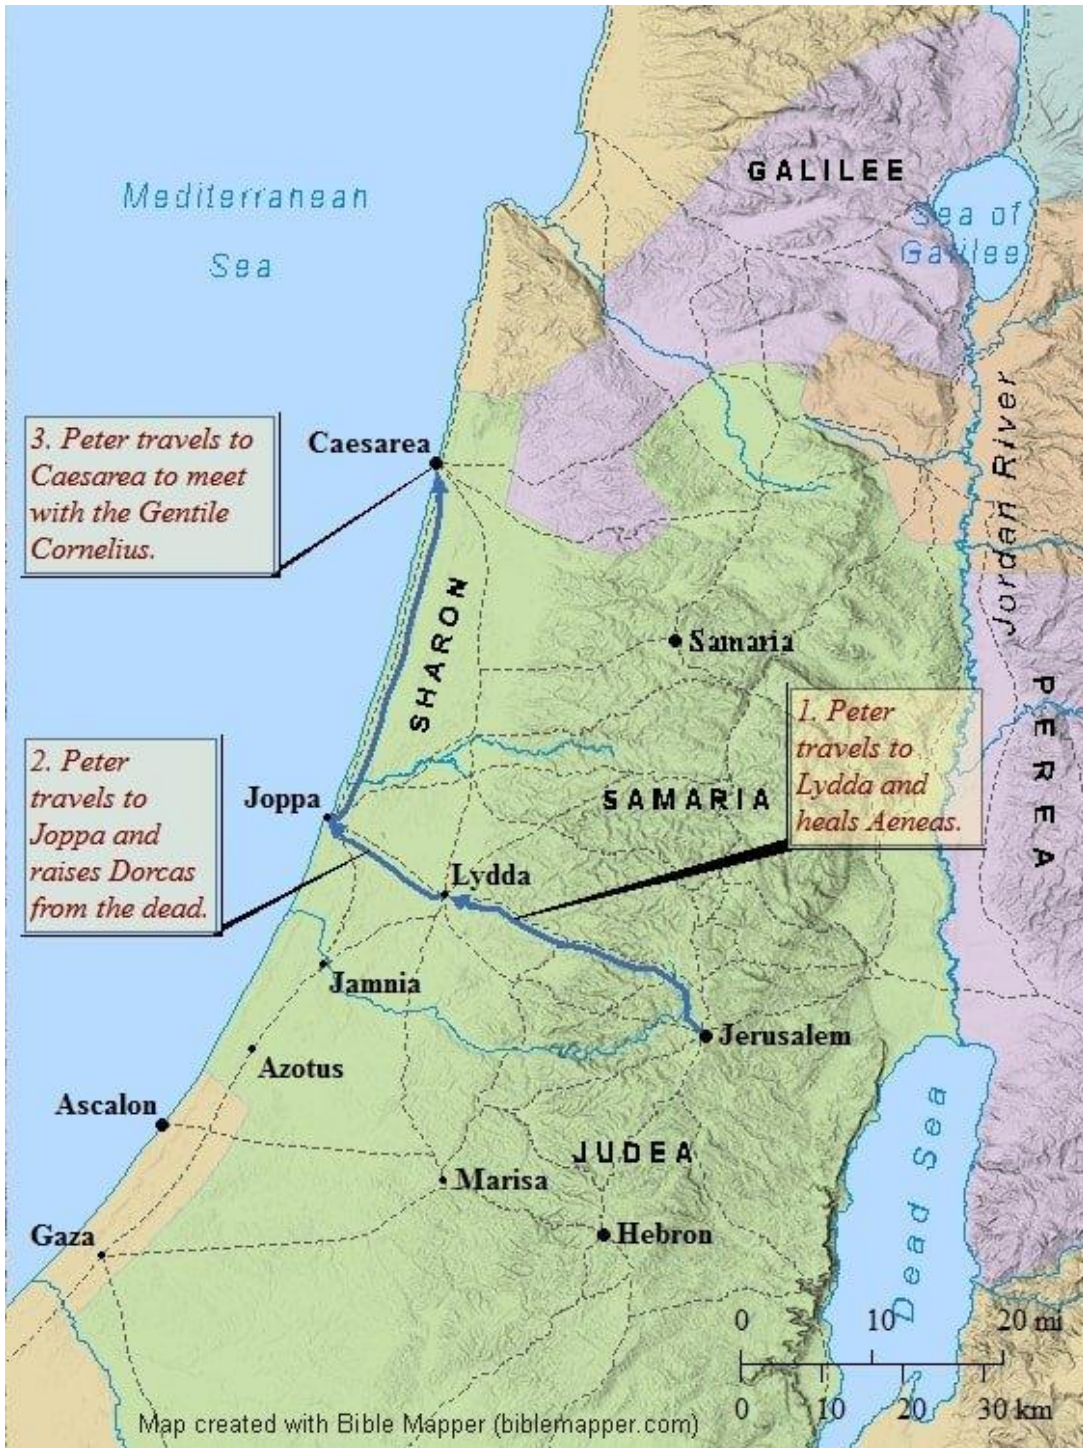 GALILEE
Mediterranean
Sea
Sea of
Galilee
Jordan River
3. Peter travels to
Caesarea to meet
with the Gentile
Cornelius.
Caesarea
SHARON
Samaria
PEREA
1. Peter
travels to
Lydda and
heals Aeneas.
2. Peter
travels to
Joppa and
raises Dorcas
from the dead.
Joppa
SAMARIA
Lydda
Jamnia
Jerusalem
Azotus
Ascalon
JUDEA
Marisa
Dead Sea
Gaza
Hebron
0 10 20 mi
0 10 20 30 km
Map created with Bible Mapper (biblemapper.com)